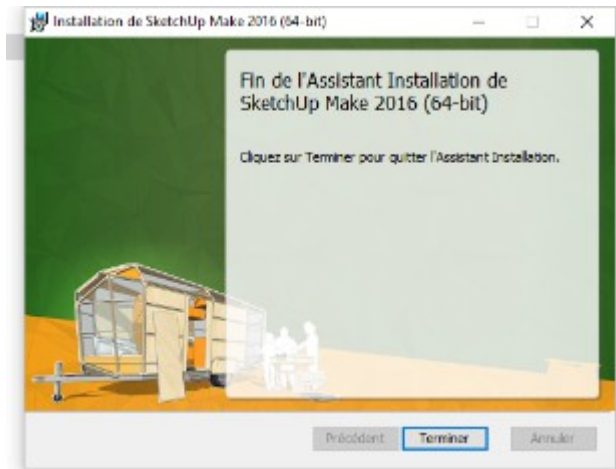 Installation de SketchUp Make 2016 (64-bit)
Fin de l'Assistant Installation de
SketchUp Make 2016 (64-bit)
Cliquez sur Terminer pour quitter l'Assistant Installation.
Précédent
Terminer
Annuler